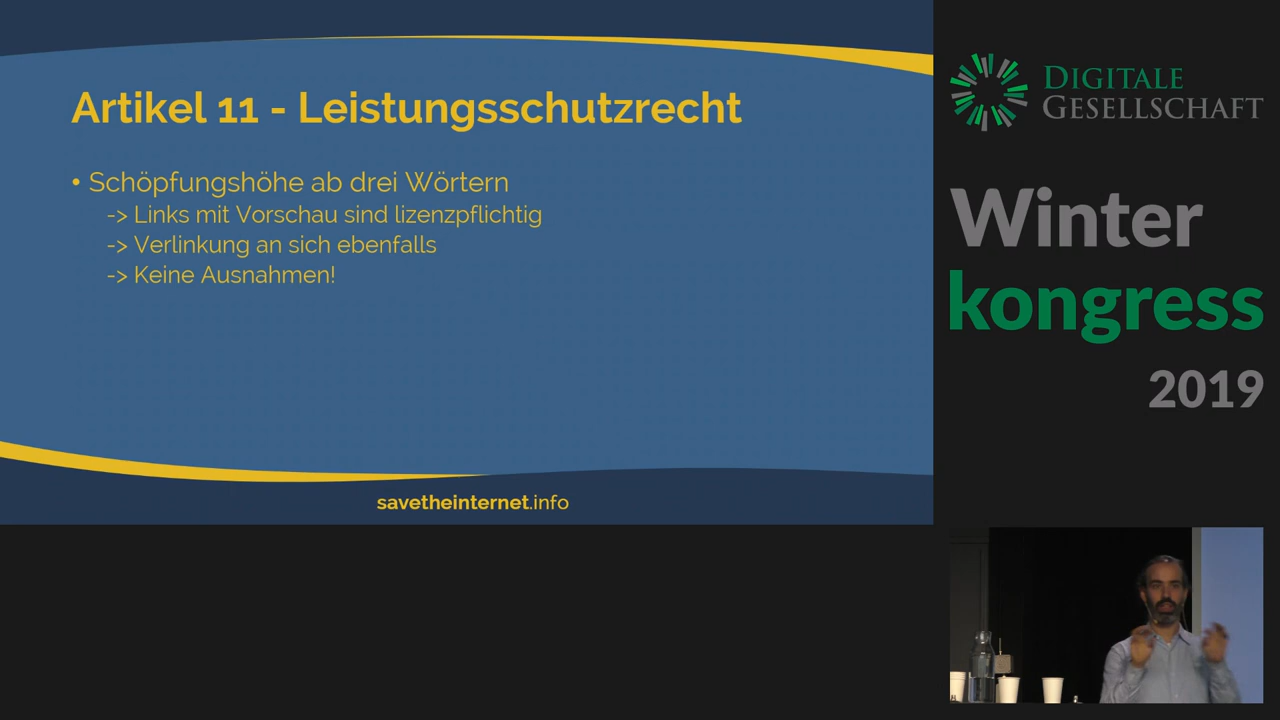 Artikel 11 - Leistungsschutzrecht
• Schöpfungshöhe ab drei Wörtern
-> Links mit Vorschau sind lizenzpflichtig
-> Verlinkung an sich ebenfalls
-> Keine Ausnahmen!
savetheinternet.info
DIGITALE
GESELLSCHAFT
Winter
kongress
2019